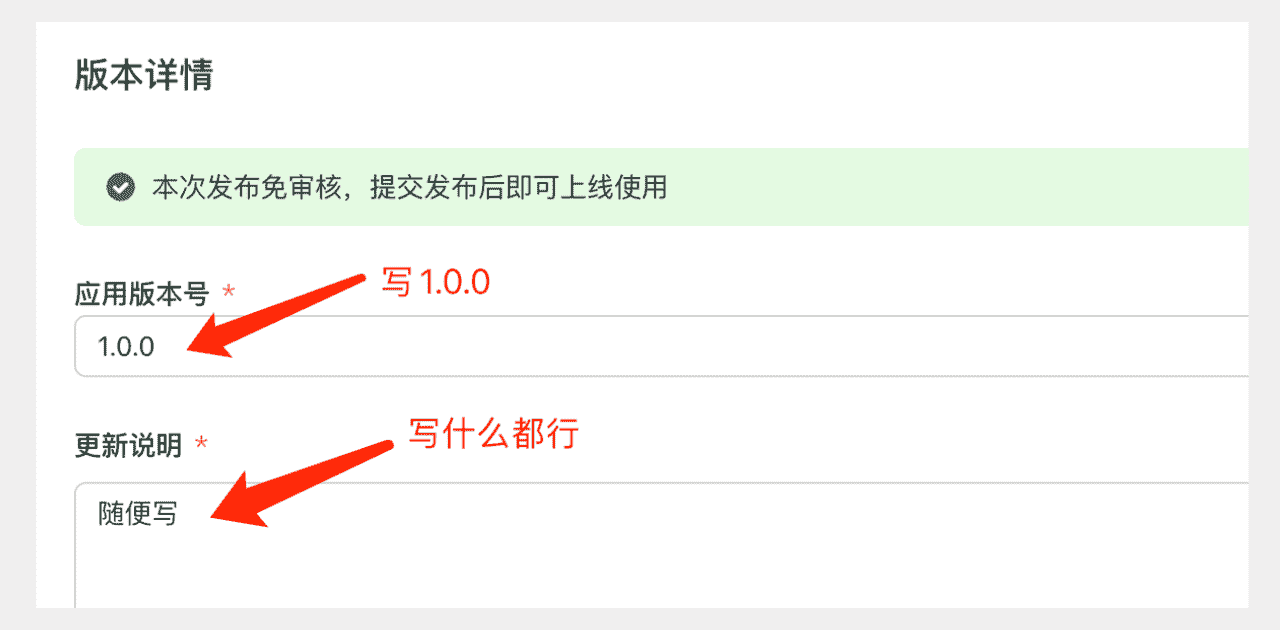 版本详情
本次发布免审核，提交发布后即可上线使用
应用版本号 *
写1.0.0
1.0.0
更新说明 *
写什么都行
随便写